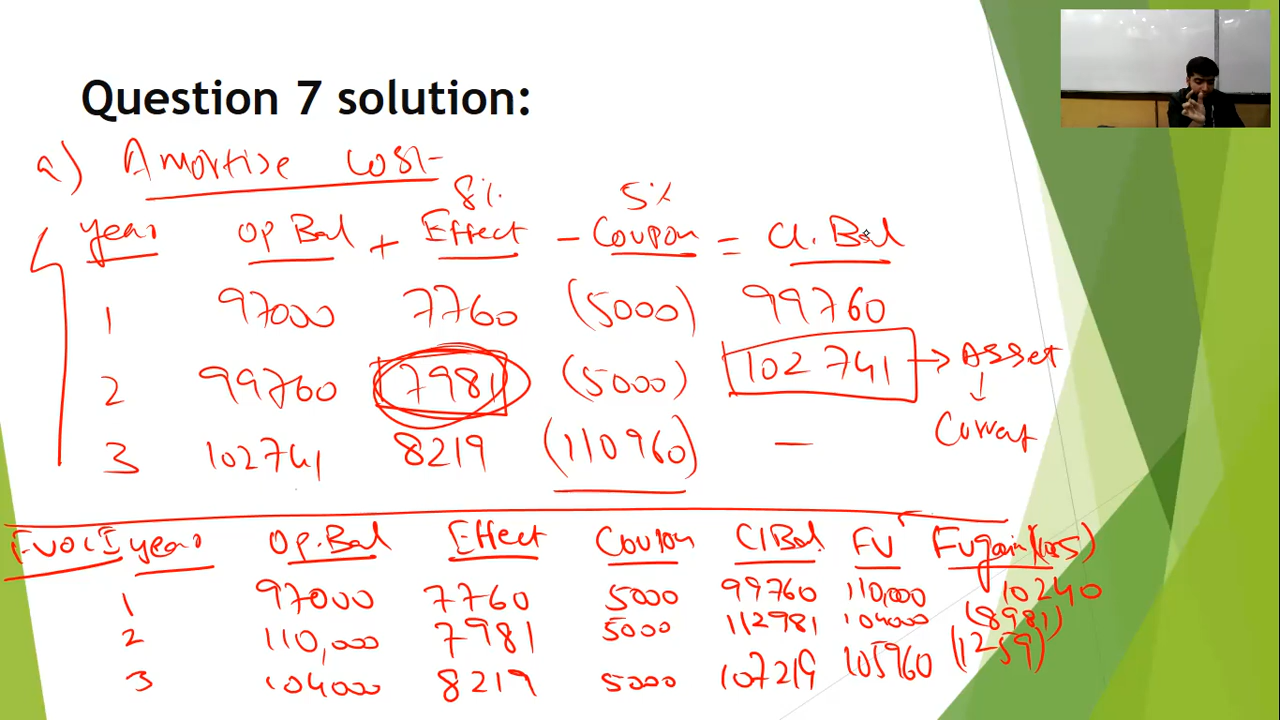 Question 7 solution:
a) Amortise Cost
8%. 5%
year Op Bal + Effect - Coupon = Cl. Bal
1 97000 7760 (5000) 99760
2 99760 7981 (5000) 102741 → Asset
↓
Current
3 102741 8219 (110960) —
FVOCI year Op. Bal Effect Coupon Cl Bal. FV FV gain/(loss)
1 97000 7760 5000 99760 110,000 10240
2 110,000 7981 5000 112981 104000 (8981)
3 104000 8219 5000 107219 105960 (1259)